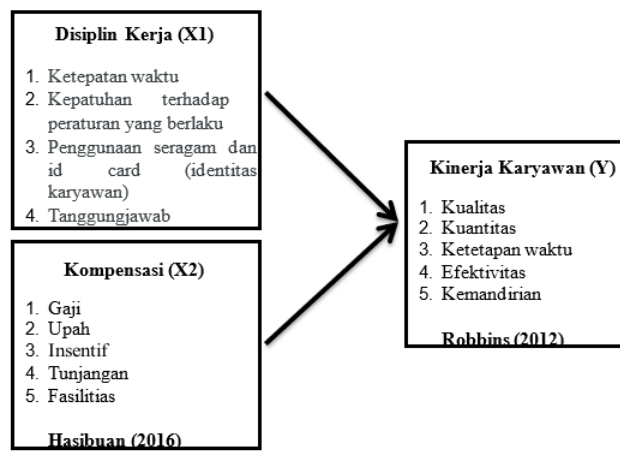 Disiplin Kerja (X1)
1. Ketepatan waktu
2. Kepatuhan terhadap
peraturan yang berlaku
3. Penggunaan seragam dan
id card (identitas
karyawan)
4. Tanggungjawab
Kompensasi (X2)
1. Gaji
2. Upah
3. Insentif
4. Tunjangan
5. Fasilitias
Hasibuan (2016)
Kinerja Karyawan (Y)
1. Kualitas
2. Kuantitas
3. Ketetapan waktu
4. Efektivitas
5. Kemandirian
Robbins (2012)